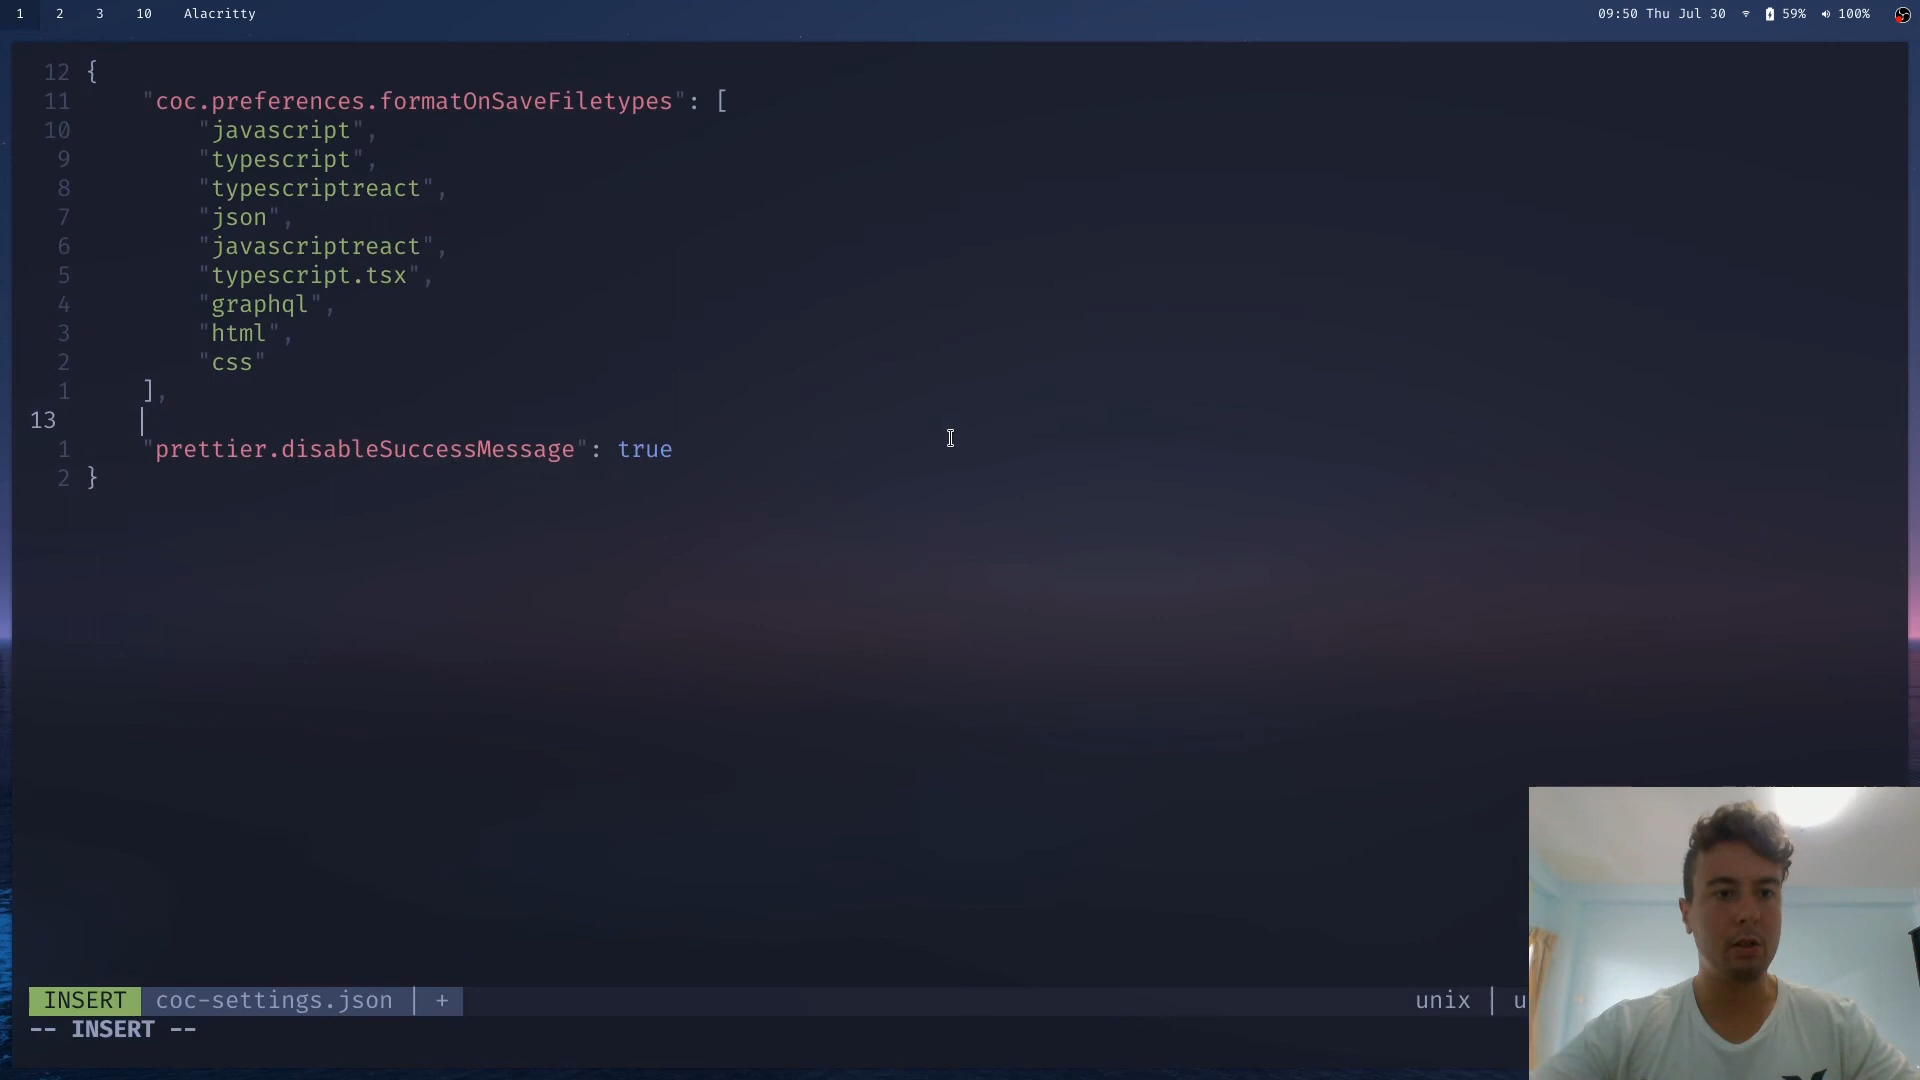 1 2 3 10 Alacritty 09:50 Thu Jul 30 59% 100%
12 {
11 "coc.preferences.formatOnSaveFiletypes": [
10 "javascript",
9 "typescript",
8 "typescriptreact",
7 "json",
6 "javascriptreact",
5 "typescript.tsx",
4 "graphql",
3 "html",
2 "css"
1 ],
13
1 "prettier.disableSuccessMessage": true
2 }
INSERT coc-settings.json | + unix | u
-- INSERT --